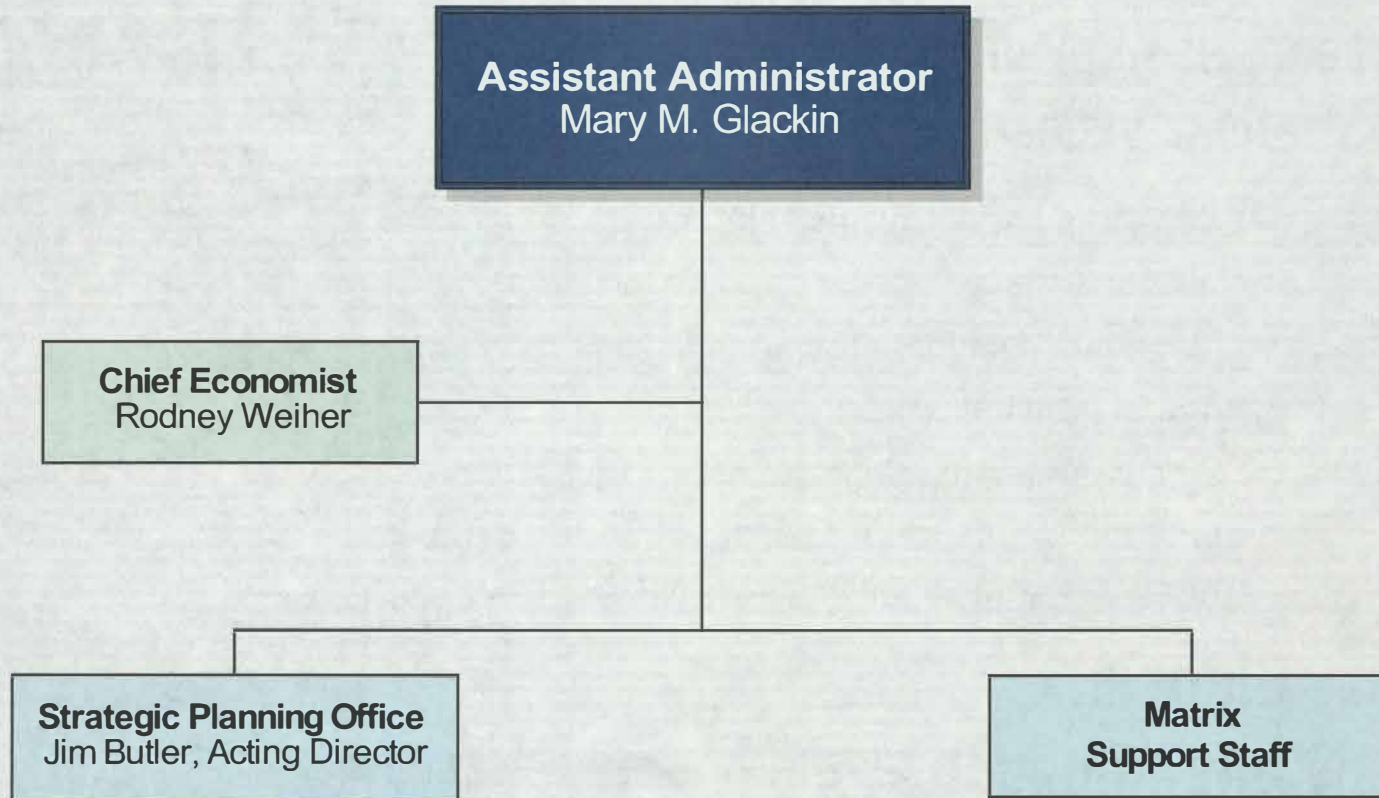 Assistant Administrator
Mary M. Glackin
Chief Economist
Rodney Weiher
Strategic Planning Office
Jim Butler, Acting Director
Matrix
Support Staff